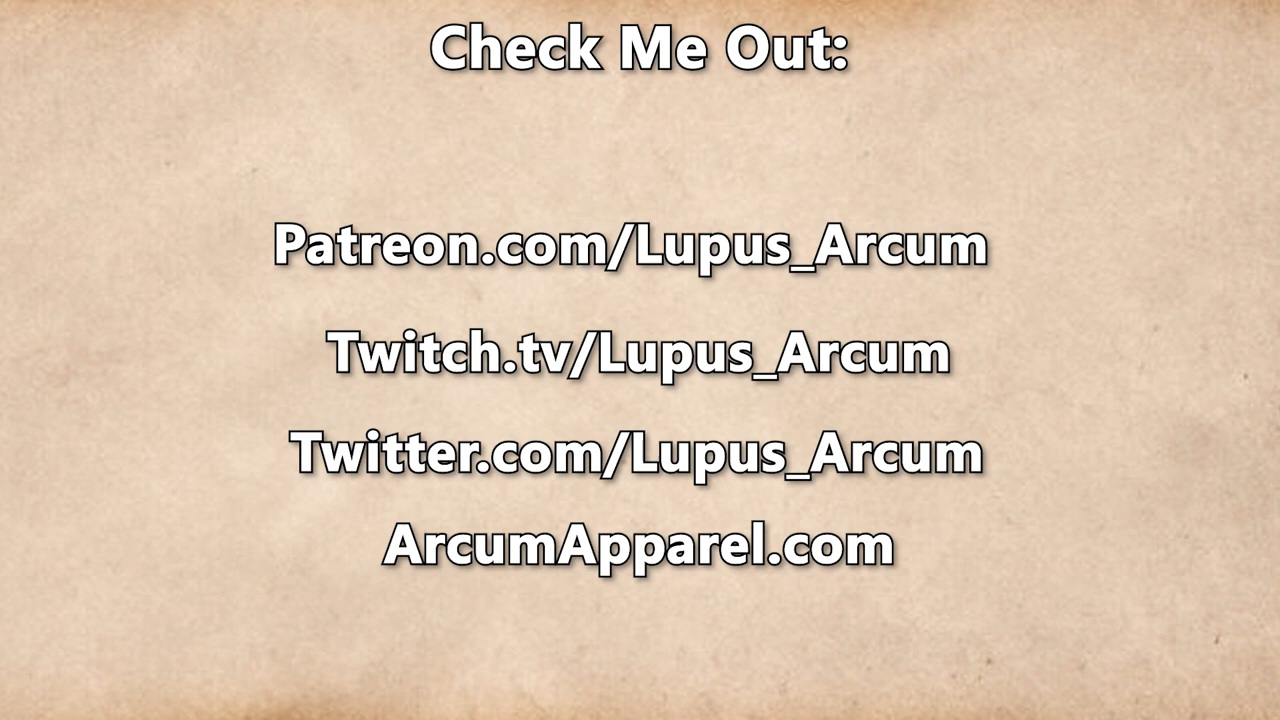 Check Me Out:
Patreon.com/Lupus_Arcum
Twitch.tv/Lupus_Arcum
Twitter.com/Lupus_Arcum
ArcumApparel.com